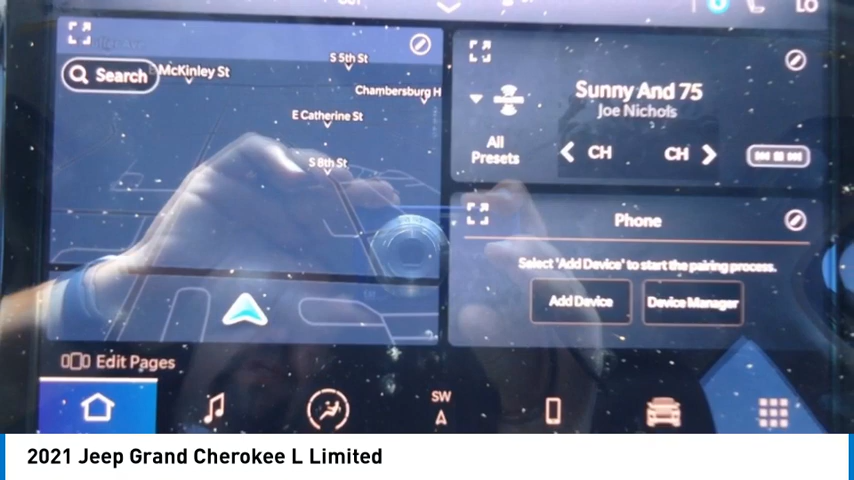 LO
S 5th St
Search
McKinley St
Chambersburg H
E Catherine St
S 8th St
Sunny And 75
Joe Nichols
All
Presets
CH
CH
Phone
Select 'Add Device' to start the pairing process.
Add Device
Device Manager
Edit Pages
SW
2021 Jeep Grand Cherokee L Limited